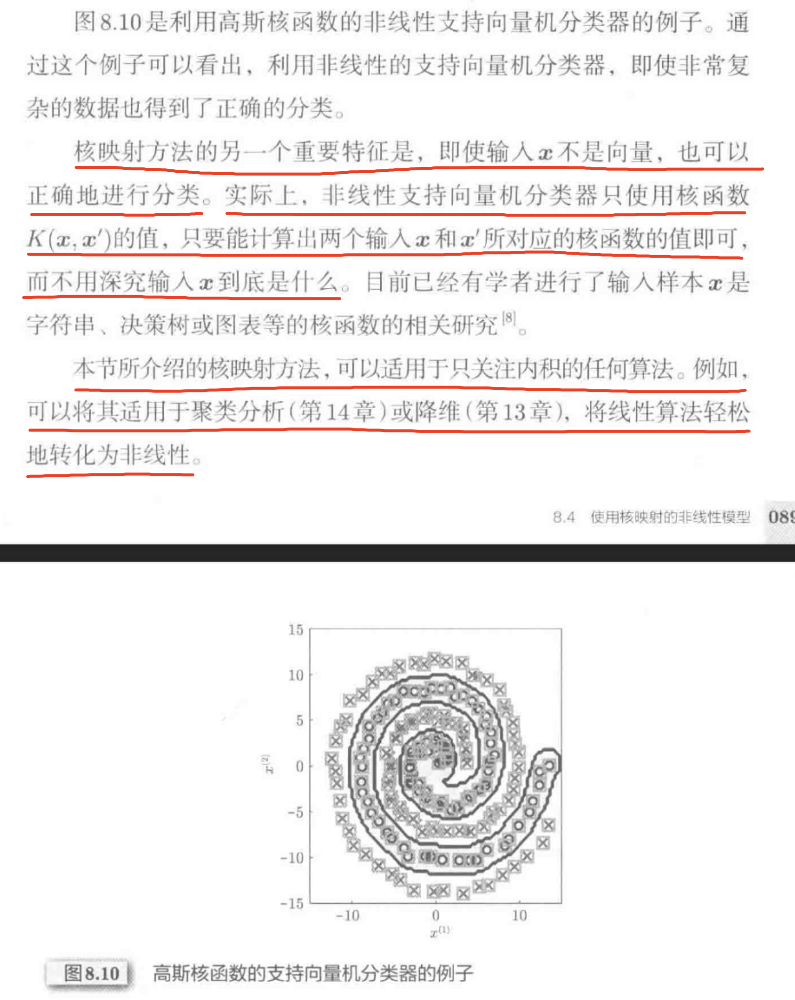 图8.10是利用高斯核函数的非线性支持向量机分类器的例子。通
过这个例子可以看出，利用非线性的支持向量机分类器，即使非常复
杂的数据也得到了正确的分类。
核映射方法的另一个重要特征是，即使输入x不是向量，也可以
正确地进行分类。实际上，非线性支持向量机分类器只使用核函数
K(x, x′)的值，只要能计算出两个输入x和x′所对应的核函数的值即可，
而不用深究输入x到底是什么。目前已经有学者进行了输入样本x是
字符串、决策树或图表等的核函数的相关研究[8]。
本节所介绍的核映射方法，可以适用于只关注内积的任何算法。例如，
可以将其适用于聚类分析(第14章)或降维(第13章)，将线性算法轻松
地转化为非线性。
8.4 使用核映射的非线性模型 089
15
10
5
0
−5
−10
−15
x(2)
−10 0 10
x(1)
图8.10 高斯核函数的支持向量机分类器的例子